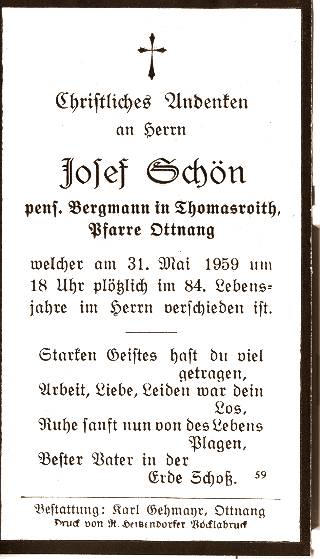 Christliches Andenken
an Herrn
Josef Schön
pens. Bergmann in Thomasroith,
Pfarre Ottnang
welcher am 31. Mai 1959 um
18 Uhr plötzlich im 84. Lebens=
jahre im Herrn verschieden ist.
Starken Geistes hast du viel
getragen,
Arbeit, Liebe, Leiden war dein
Los,
Ruhe sanft nun von des Lebens
Plagen,
Bester Vater in der
Erde Schoß. 59
Bestattung: Karl Gehmayr, Ottnang
Druck von R. Heitzendorfer Vöcklabruck